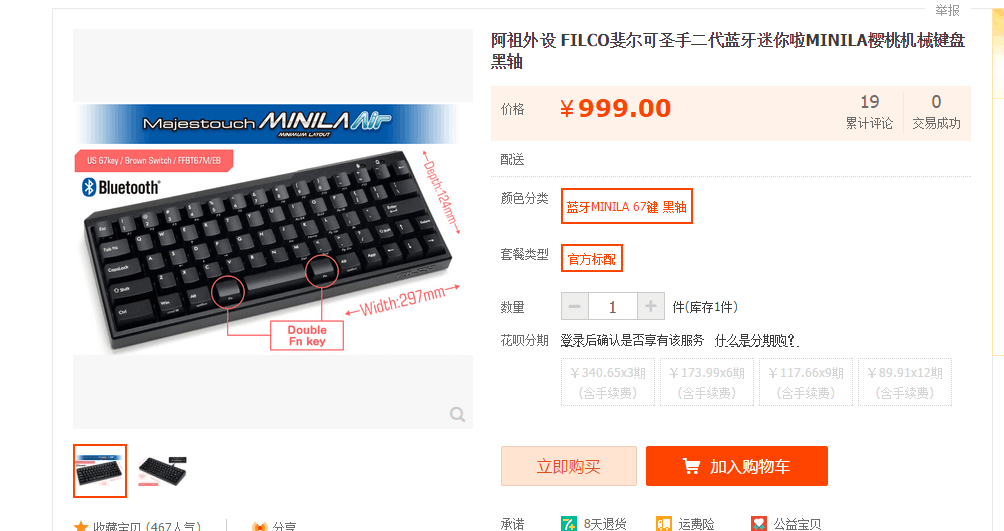 举报
阿祖外设 FILCO斐尔可圣手二代蓝牙迷你啦MINILA樱桃机械键盘
黑轴
价格
￥999.00
19
累计评论
0
交易成功
配送
颜色分类
蓝牙MINILA 67键 黑轴
套餐类型
官方标配
数量
1
件(库存1件)
花呗分期
登录后确认是否享有该服务 什么是分期购?
￥340.65x3期
(含手续费)
￥173.99x6期
(含手续费)
￥117.66x9期
(含手续费)
￥89.91x12期
(含手续费)
立即购买
加入购物车
承诺
8天退货
运费险
公益宝贝
Majestouch MINILA Air
MINIMUM LAYOUT
US 67key / Brown Switch / FFBT67M/EB
Bluetooth
Depth:124mm
Width:297mm
Double
Fn key
收藏宝贝 (467人气)
分享